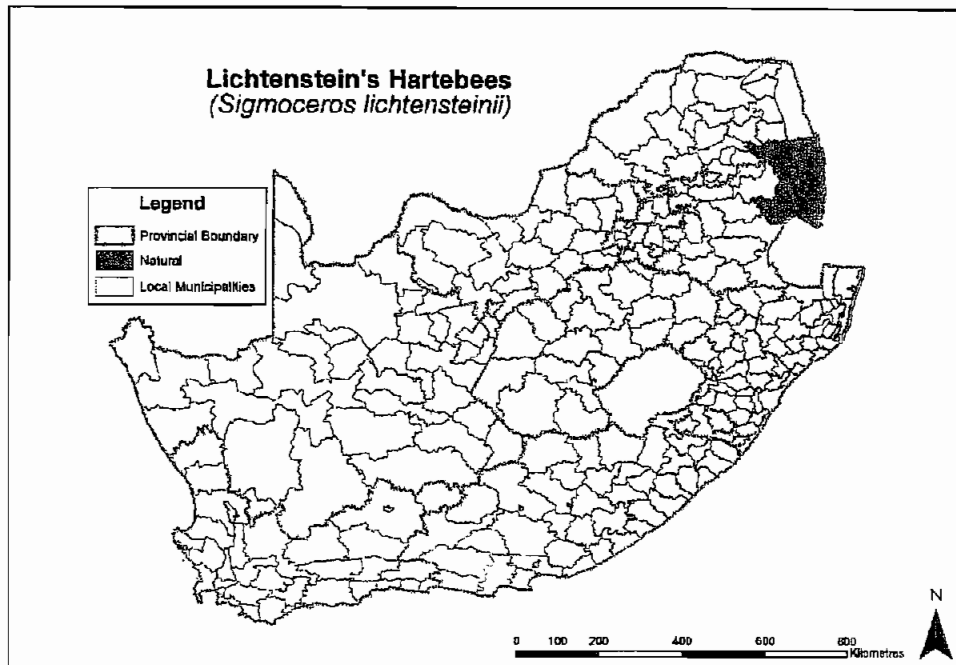 Lichtenstein's Hartebees
(Sigmoceros lichtensteinii)
Legend
Provincial Boundary
Natural
Local Municipalities
N
0 100 200 400 600 800
Kilometres